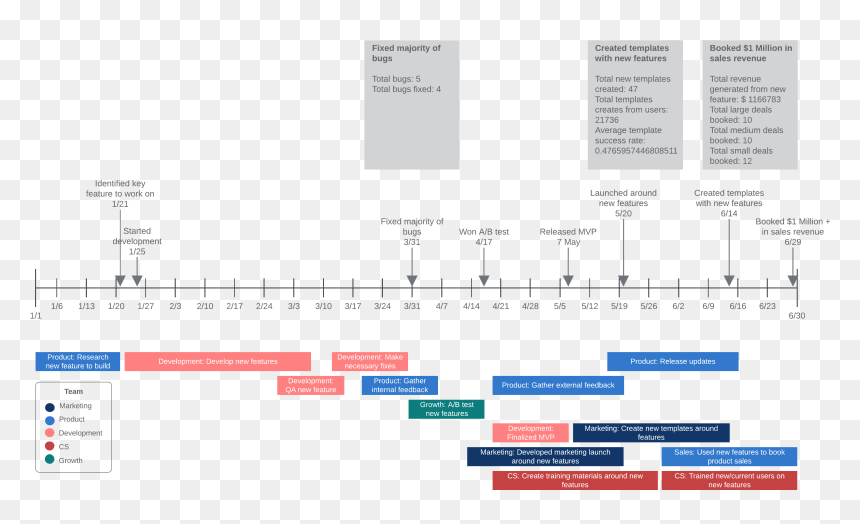 Fixed majority of
bugs
Total bugs: 5
Total bugs fixed: 4
Created templates
with new features
Total new templates
created: 47
Total templates
creates from users:
21736
Average template
success rate:
0.4765957446808511
Booked $1 Million in
sales revenue
Total revenue
generated from new
feature: $ 1166783
Total large deals
booked: 10
Total medium deals
booked: 10
Total small deals
booked: 12
Identified key
feature to work on
1/21
Started
development
1/25
Fixed majority of
bugs
3/31
Won A/B test
4/17
Released MVP
7 May
Launched around
new features
5/20
Created templates
with new features
6/14
Booked $1 Million +
in sales revenue
6/29
1/1
1/6
1/13
1/20
1/27
2/3
2/10
2/17
2/24
3/3
3/10
3/17
3/24
3/31
4/7
4/14
4/21
4/28
5/5
5/12
5/19
5/26
6/2
6/9
6/16
6/23
6/30
Product: Research
new feature to build
Development: Develop new features
Development: Make
necessary fixes
Product: Release updates
Development:
QA new feature
Product: Gather
internal feedback
Product: Gather external feedback
Growth: A/B test
new features
Development:
Finalized MVP
Marketing: Create new templates around
features
Marketing: Developed marketing launch
around new features
Sales: Used new features to book
product sales
CS: Create training materials around new
features
CS: Trained new/current users on
new features
Team
Marketing
Product
Development
CS
Growth